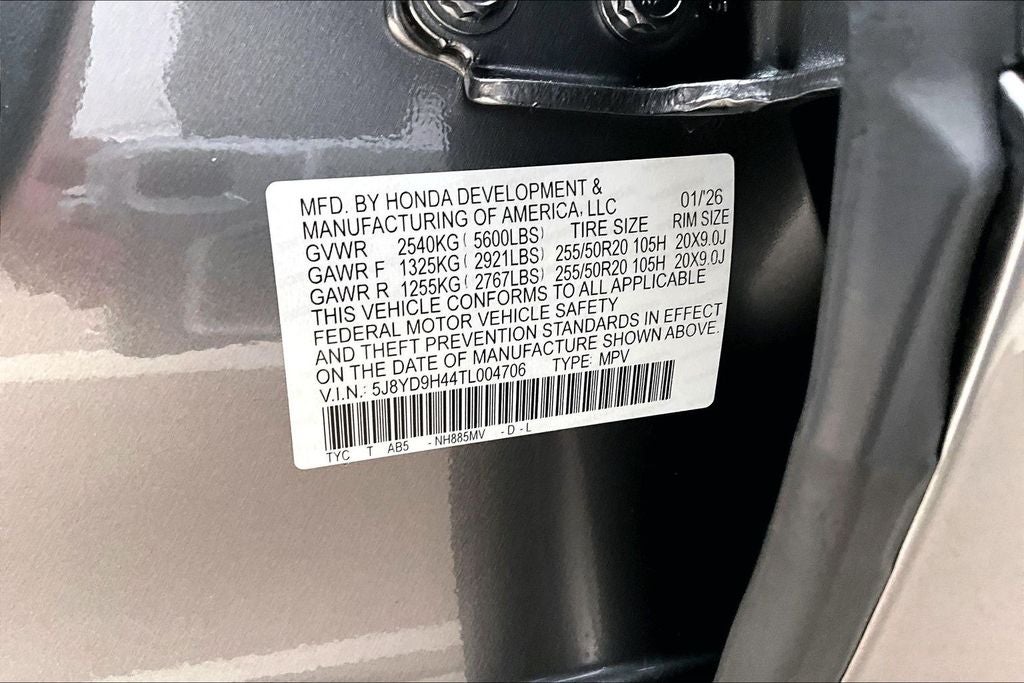 MFD. BY HONDA DEVELOPMENT &
MANUFACTURING OF AMERICA, LLC 01/'26
GVWR 2540KG ( 5600LBS) TIRE SIZE RIM SIZE
GAWR F 1325KG ( 2921LBS) 255/50R20 105H 20X9.0J
GAWR R 1255KG ( 2767LBS) 255/50R20 105H 20X9.0J
THIS VEHICLE CONFORMS TO ALL APPLICABLE
FEDERAL MOTOR VEHICLE SAFETY
AND THEFT PREVENTION STANDARDS IN EFFECT
ON THE DATE OF MANUFACTURE SHOWN ABOVE.
V.I.N.: 5J8YD9H44TL004706 TYPE: MPV
TYC T AB5 - NH885MV - D - L